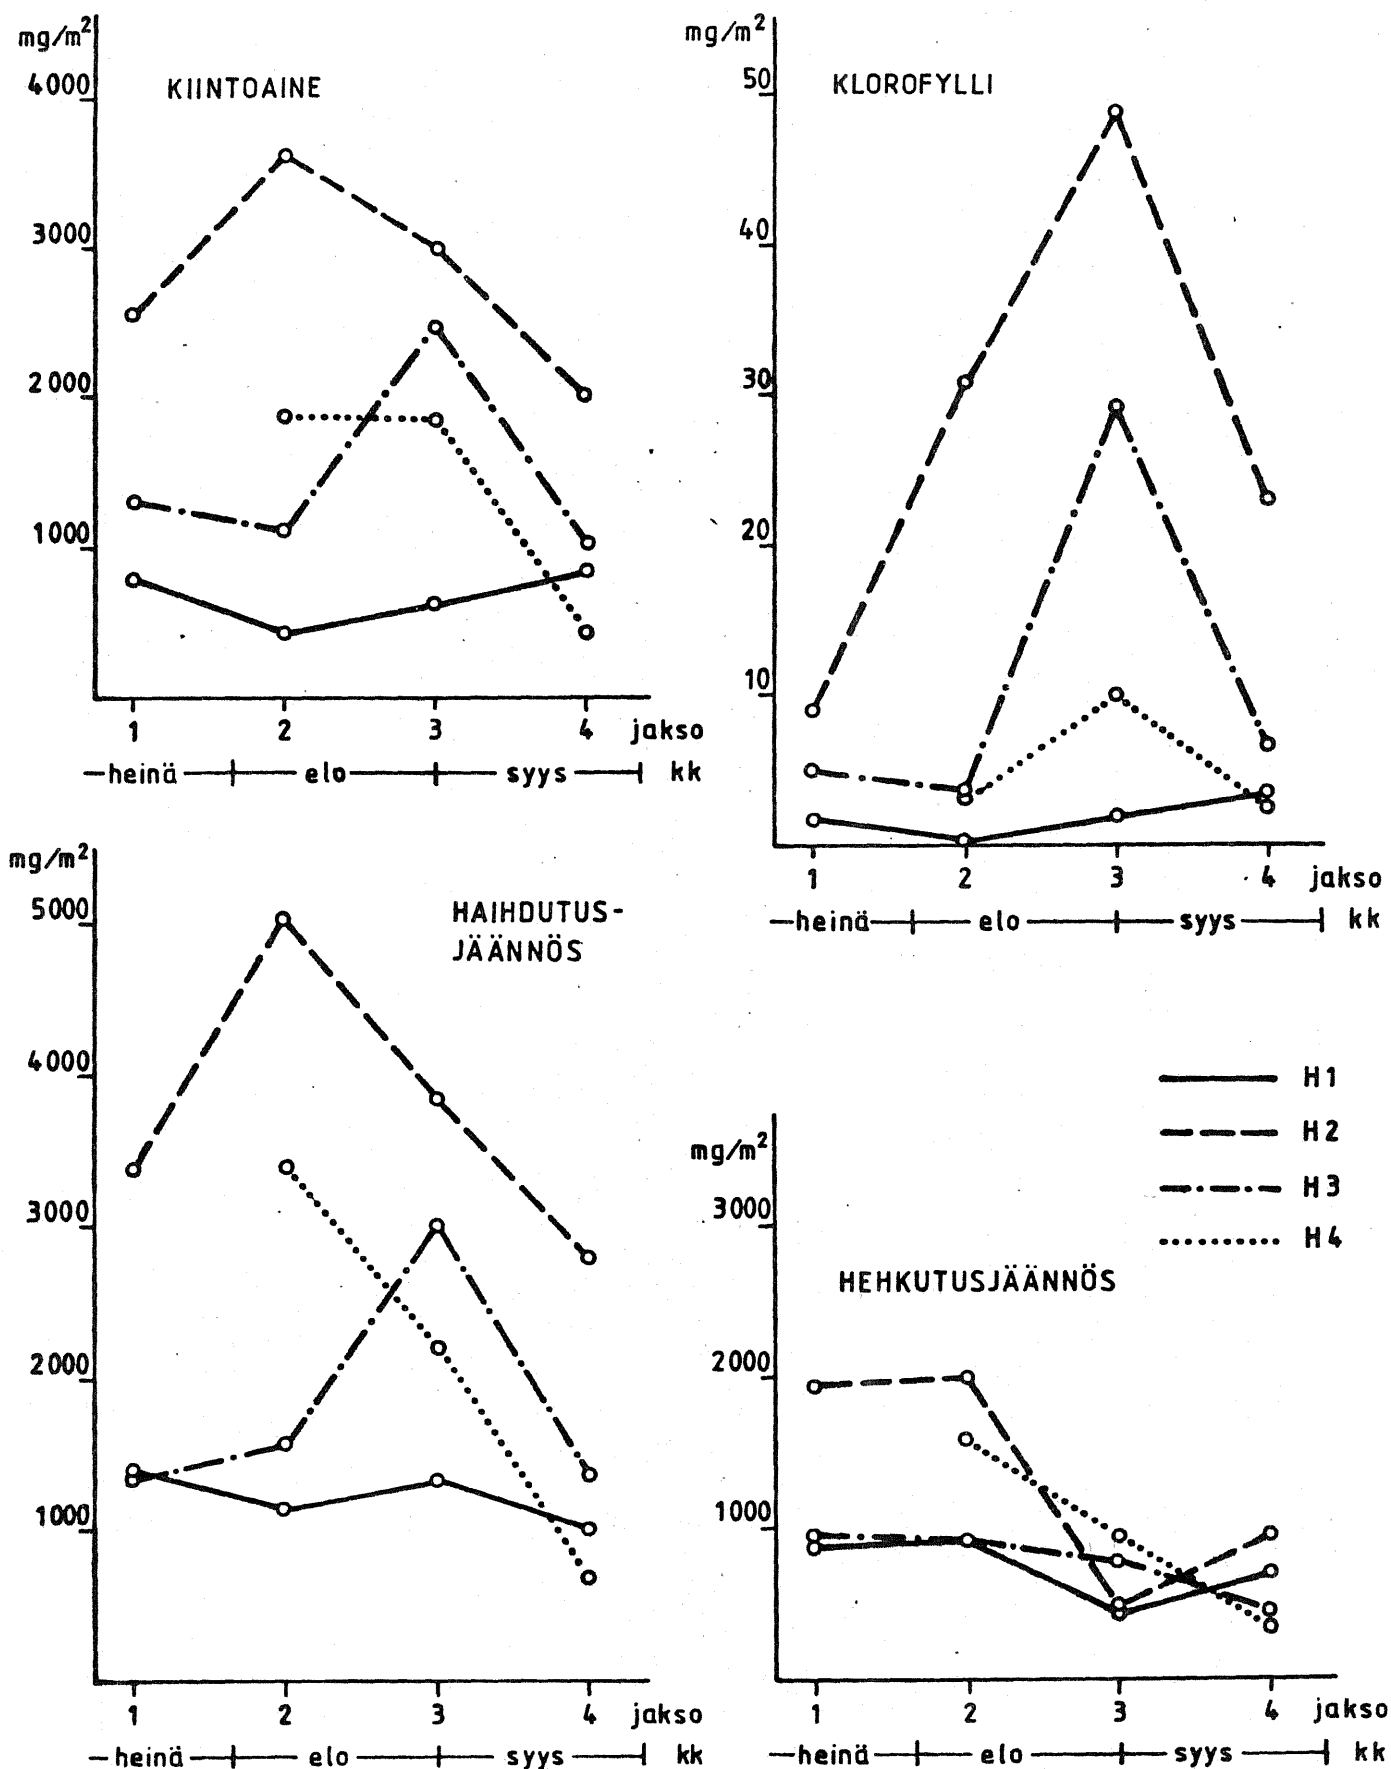 mg/m²
KIINTOAINE
4000
3000
2000
1000
1 2 3 4 jakso
heinä elo syys kk
mg/m²
KLOROFYLLI
50
40
30
20
10
1 2 3 4 jakso
heinä elo syys kk
mg/m²
HAIHDUTUS-
JÄÄNNÖS
5000
4000
3000
2000
1000
1 2 3 4 jakso
heinä elo syys kk
H1
H2
H3
H4
mg/m²
3000
HEHKUTUSJÄÄNNÖS
2000
1000
1 2 3 4 jakso
heinä elo syys kk